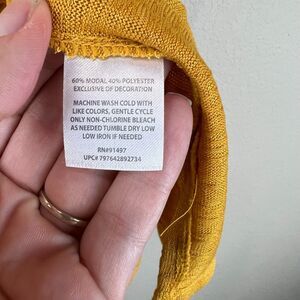 60% MODAL 40% POLYESTER
EXCLUSIVE OF DECORATION
MACHINE WASH COLD WITH
LIKE COLORS, GENTLE CYCLE
ONLY NON-CHLORINE BLEACH
AS NEEDED TUMBLE DRY LOW
LOW IRON IF NEEDED
RN#91497
UPC# 797642892734